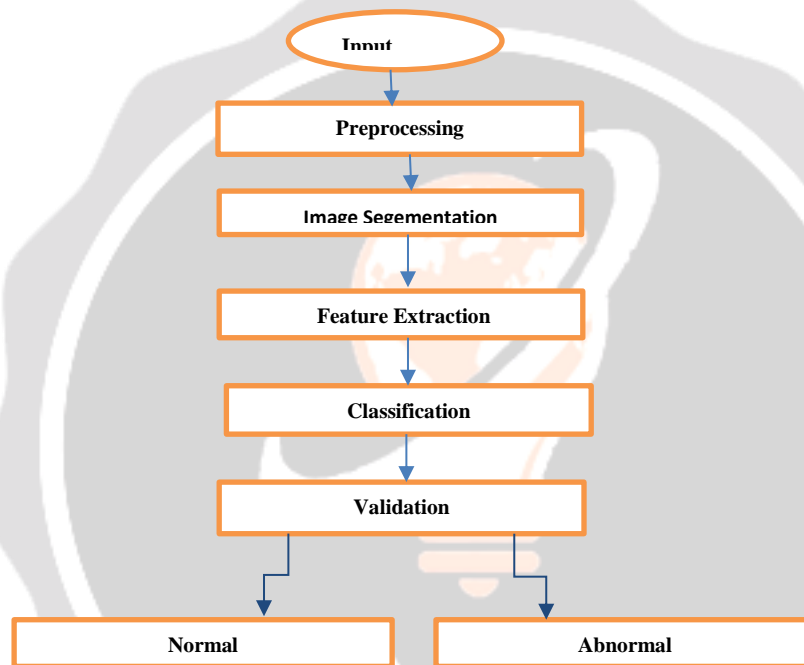 Input
Preprocessing
Image Segementation
Feature Extraction
Classification
Validation
Normal
Abnormal